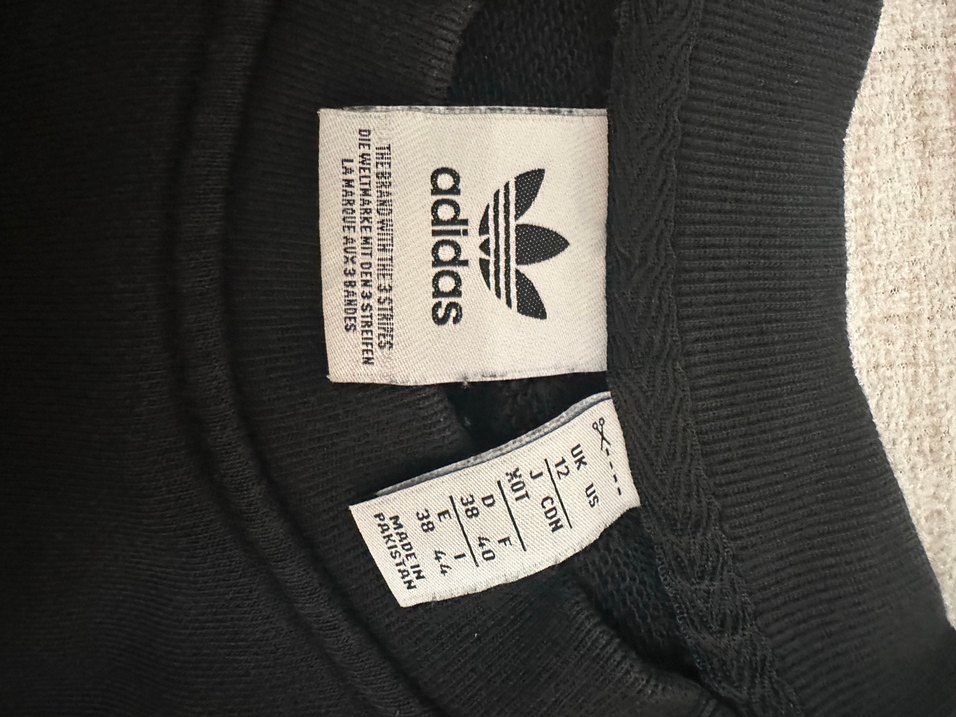 adidas
THE BRAND WITH THE 3 STRIPES
DIE WELTMARKE MIT DEN 3 STREIFEN
LA MARQUE AUX 3 BANDES
UK US
12
J CDN
XOT
D F
38 40
E I
38 44
MADE IN
PAKISTAN